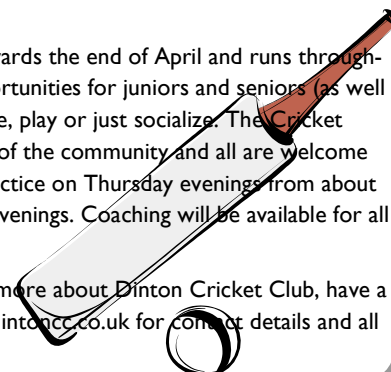 wards the end of April and runs through-
ortunities for juniors and seniors (as well
e, play or just socialize. The Cricket
of the community and all are welcome
actice on Thursday evenings from about
venings. Coaching will be available for all
more about Dinton Cricket Club, have a
intoncc.co.uk for contact details and all